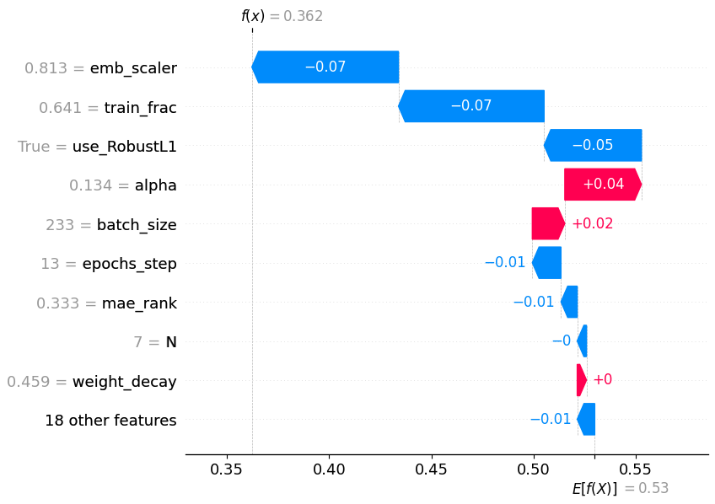 f(x) = 0.362
0.813 = emb_scaler
−0.07
0.641 = train_frac
−0.07
True = use_RobustL1
−0.05
0.134 = alpha
+0.04
233 = batch_size
+0.02
13 = epochs_step
−0.01
0.333 = mae_rank
−0.01
7 = N
−0
0.459 = weight_decay
+0
18 other features
−0.01
0.35 0.40 0.45 0.50 0.55
E[f(X)] = 0.53